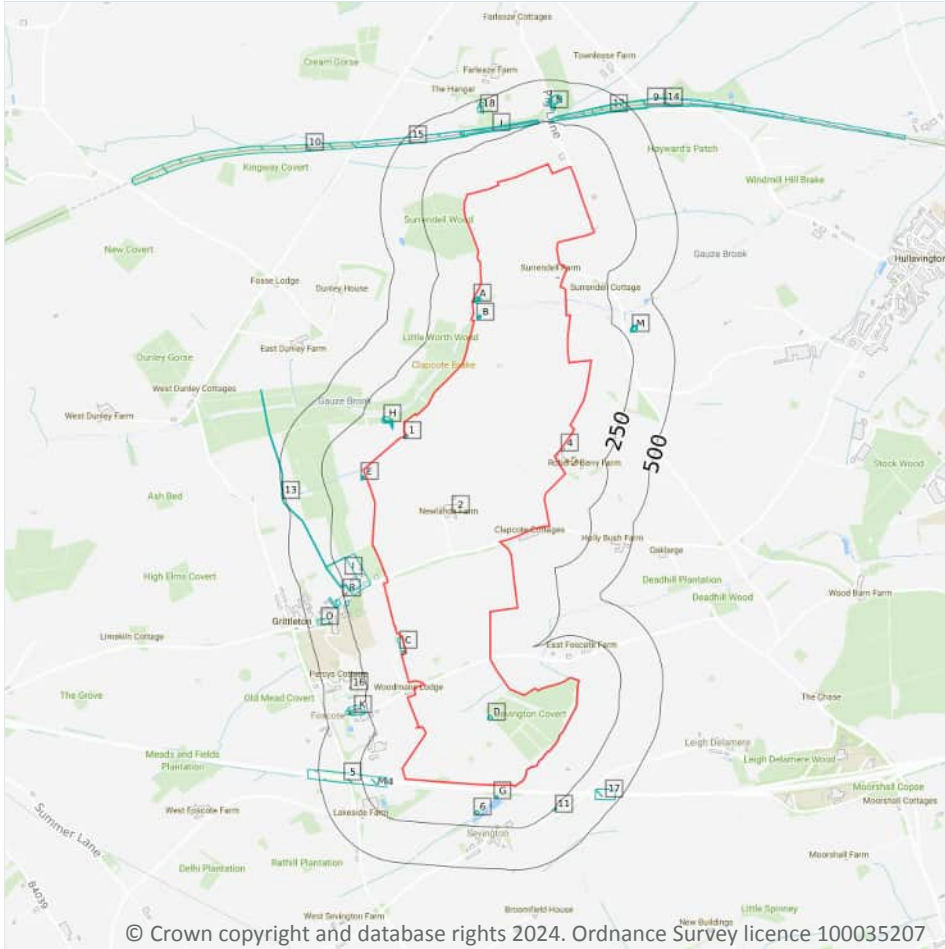 Farleaze Cottages
Townlease Farm
Cream Gorse
Farleaze Farm
The Hangar
18
9
14
Lane
10
15
Kingway Covert
Hayward's Patch
Windmill Hill Brake
Surrendell Wood
New Covert
Gauze Brook
Hullavington
Surrendell Farm
Fosse Lodge
Dunley House
Surrendell Cottage
A
B
M
Little Worth Wood
East Dunley Farm
Dunley Gorse
Clapcote Brake
West Dunley Cottages
Gauze Brook
West Dunley Farm
H
1
250
500
4
Stock Wood
E
13
Ash Bed
2
Newlands Farm
Clapcote Cottages
Holly Bush Farm
Oaklarge
High Elms Covert
Deadhill Plantation
Deadhill Wood
Wood Barn Farm
Grittleton
Limekiln Cottage
C
East Foscote Farm
16
Woodmans Lodge
The Grove
Old Mead Covert
K
Foscote
D
Sevington Covert
The Chase
Leigh Delamere
Meads and Fields
Plantation
Leigh Delamere Wood
5
M4
G
17
Moorshall Copse
Moorshall Cottages
West Foscote Farm
Lakeside Farm
6
11
Sevington
Summer Lane
Moorshall Farm
Rathill Plantation
Delhi Plantation
B4039
West Sevington Farm
Broomfield House
Little Spinney
New Buildings
© Crown copyright and database rights 2024. Ordnance Survey licence 100035207